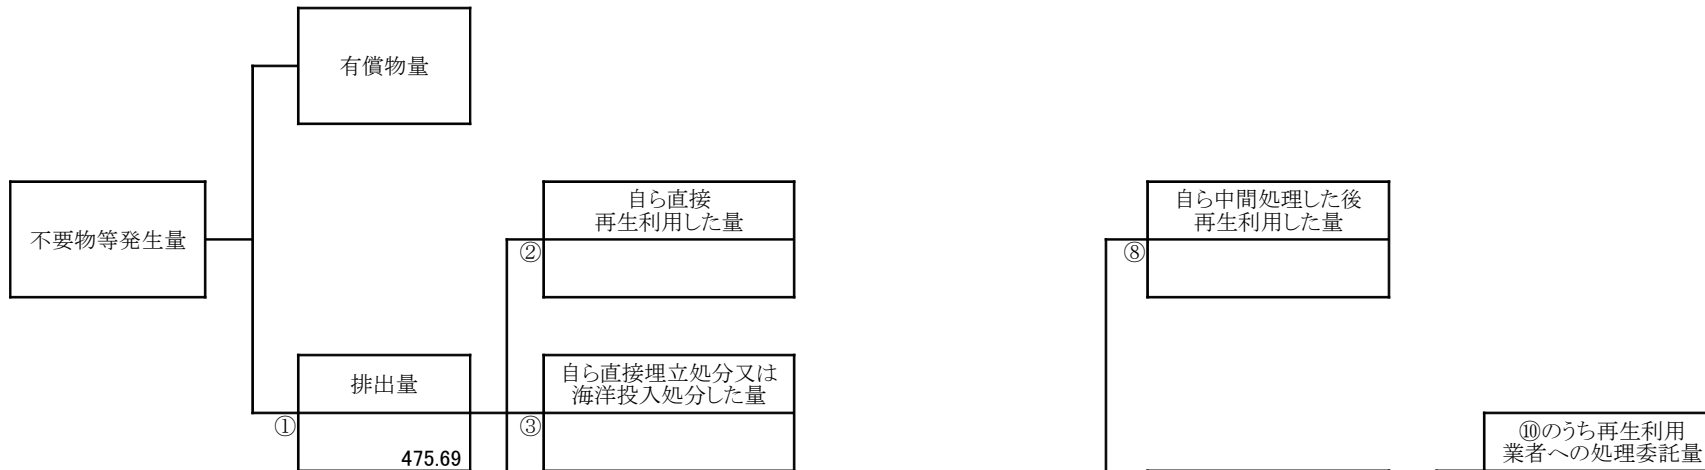 有償物量
不要物等発生量
自ら直接
再生利用した量
②
自ら中間処理した後
再生利用した量
⑧
排出量
①
475.69
自ら直接埋立処分又は
海洋投入処分した量
③
⑩のうち再生利用
業者への処理委託量